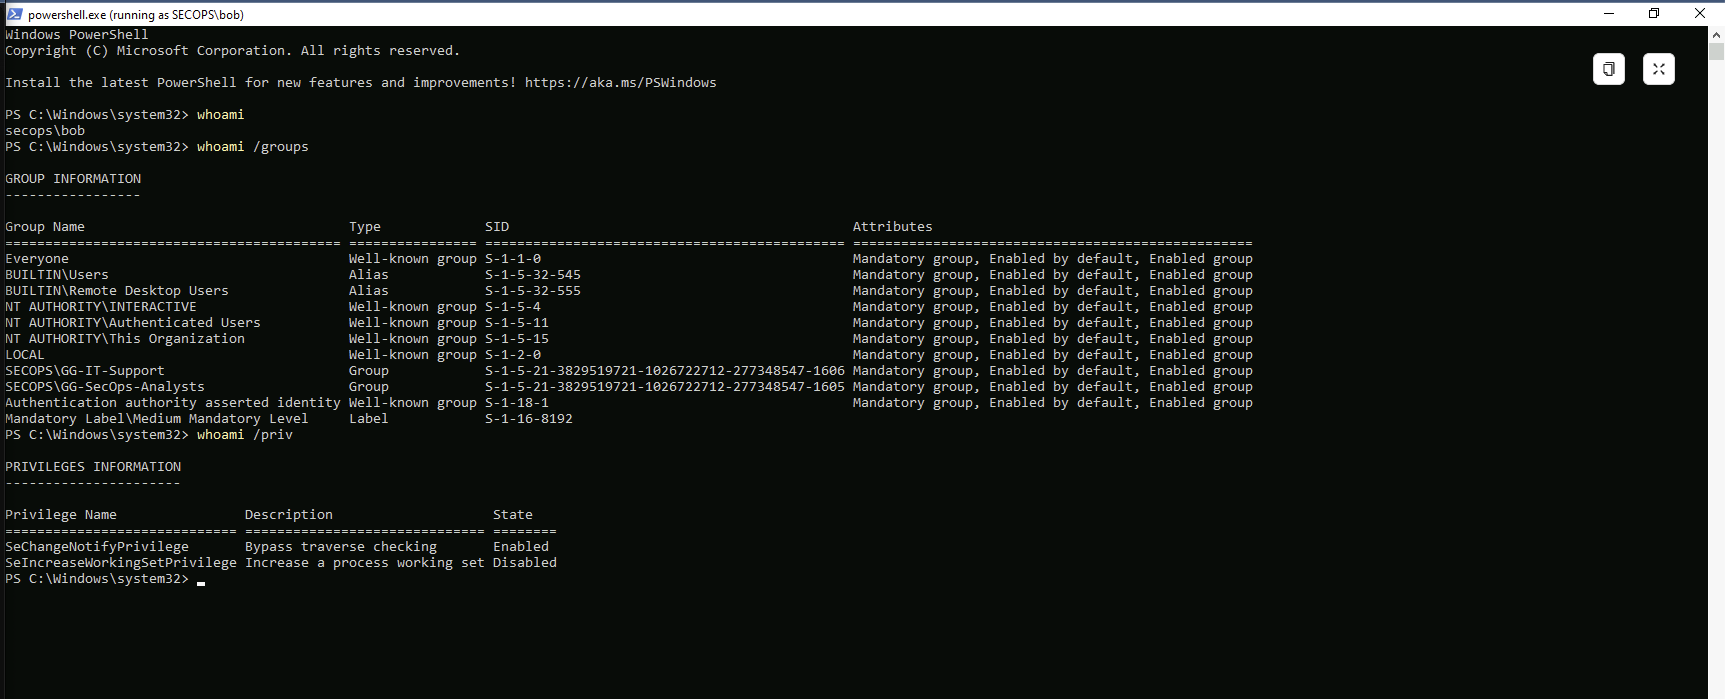 powershell.exe (running as SECOPS\bob)
Windows PowerShell
Copyright (C) Microsoft Corporation. All rights reserved.
Install the latest PowerShell for new features and improvements! https://aka.ms/PSWindows
PS C:\Windows\system32> whoami
secops\bob
PS C:\Windows\system32> whoami /groups
GROUP INFORMATION
-----------------
Group Name                                 Type             SID                                           Attributes
========================================== ================ ============================================= ==================================================
Everyone                                   Well-known group S-1-1-0                                       Mandatory group, Enabled by default, Enabled group
BUILTIN\Users                              Alias            S-1-5-32-545                                  Mandatory group, Enabled by default, Enabled group
BUILTIN\Remote Desktop Users               Alias            S-1-5-32-555                                  Mandatory group, Enabled by default, Enabled group
NT AUTHORITY\INTERACTIVE                   Well-known group S-1-5-4                                       Mandatory group, Enabled by default, Enabled group
NT AUTHORITY\Authenticated Users           Well-known group S-1-5-11                                      Mandatory group, Enabled by default, Enabled group
NT AUTHORITY\This Organization             Well-known group S-1-5-15                                      Mandatory group, Enabled by default, Enabled group
LOCAL                                      Well-known group S-1-2-0                                       Mandatory group, Enabled by default, Enabled group
SECOPS\GG-IT-Support                       Group            S-1-5-21-3829519721-1026722712-277348547-1606 Mandatory group, Enabled by default, Enabled group
SECOPS\GG-SecOps-Analysts                  Group            S-1-5-21-3829519721-1026722712-277348547-1605 Mandatory group, Enabled by default, Enabled group
Authentication authority asserted identity Well-known group S-1-18-1                                      Mandatory group, Enabled by default, Enabled group
Mandatory Label\Medium Mandatory Level     Label            S-1-16-8192
PS C:\Windows\system32> whoami /priv
PRIVILEGES INFORMATION
----------------------
Privilege Name                Description                    State
============================= ============================== ========
SeChangeNotifyPrivilege       Bypass traverse checking       Enabled
SeIncreaseWorkingSetPrivilege Increase a process working set Disabled
PS C:\Windows\system32>